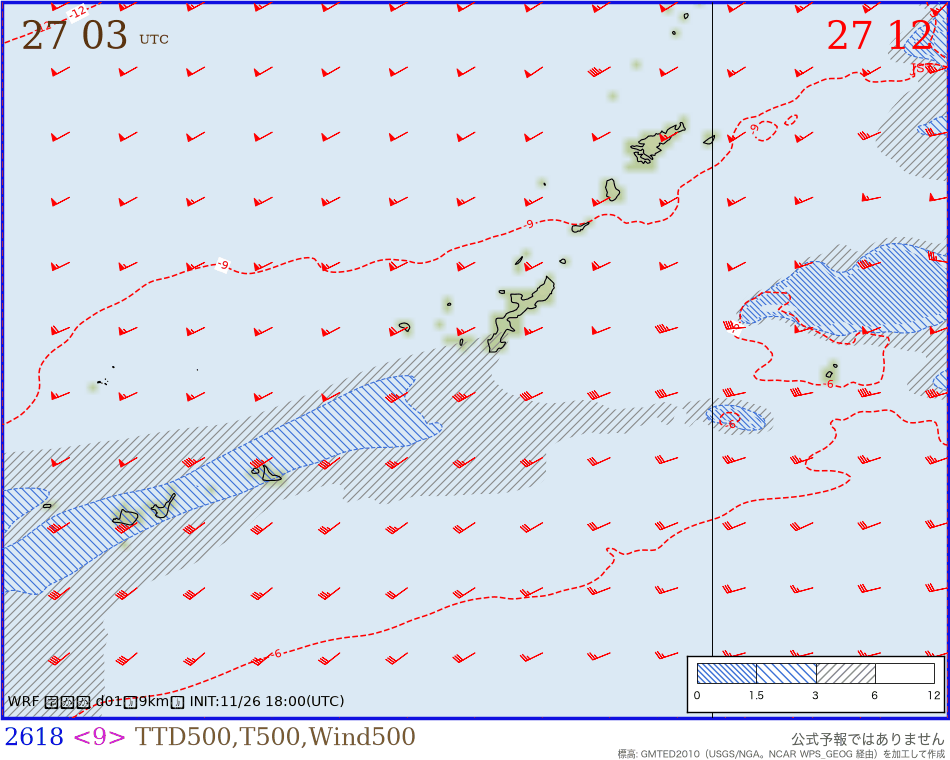 -12
-12
27 03 UTC
27 12
JST
-9
-9
-9
-9
-6
-6
-6
WRF d01 9km INIT:11/26 18:00(UTC)
0 1.5 3 6 12
2618 <9> TTD500,T500,Wind500
公式予報ではありません
標高: GMTED2010（USGS/NGA。NCAR WPS_GEOG 経由）を加工して作成